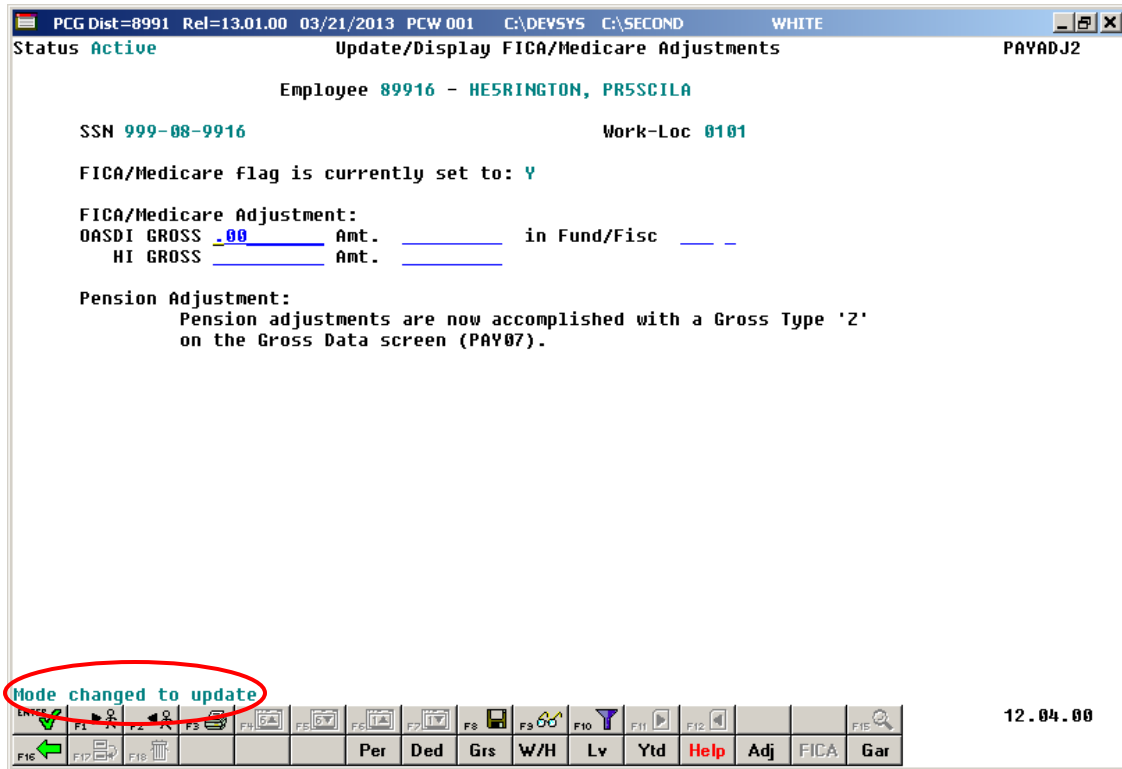 PCG Dist=8991 Rel=13.01.00 03/21/2013 PCW 001 C:\DEVSYS C:\SECOND WHITE
Status Active Update/Display FICA/Medicare Adjustments PAYADJ2
Employee 89916 - HE5RINGTON, PR5SCILA
SSN 999-08-9916 Work-Loc 0101
FICA/Medicare flag is currently set to: Y
FICA/Medicare Adjustment:
OASDI GROSS .00 Amt. in Fund/Fisc
HI GROSS Amt.
Pension Adjustment:
Pension adjustments are now accomplished with a Gross Type 'Z'
on the Gross Data screen (PAY07).
Mode changed to update
ENTER F1 F2 F3 F4 F5 F6 F7 F8 F9 F10 F11 F12 F15 12.04.00
F16 F17 F18 Per Ded Grs W/H Lv Ytd Help Adj FICA Gar